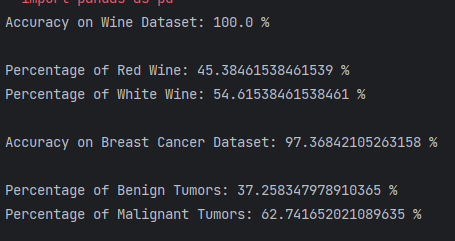 import pandas as pd
Accuracy on Wine Dataset: 100.0 %
Percentage of Red Wine: 45.38461538461539 %
Percentage of White Wine: 54.61538461538461 %
Accuracy on Breast Cancer Dataset: 97.36842105263158 %
Percentage of Benign Tumors: 37.258347978910365 %
Percentage of Malignant Tumors: 62.741652021089635 %